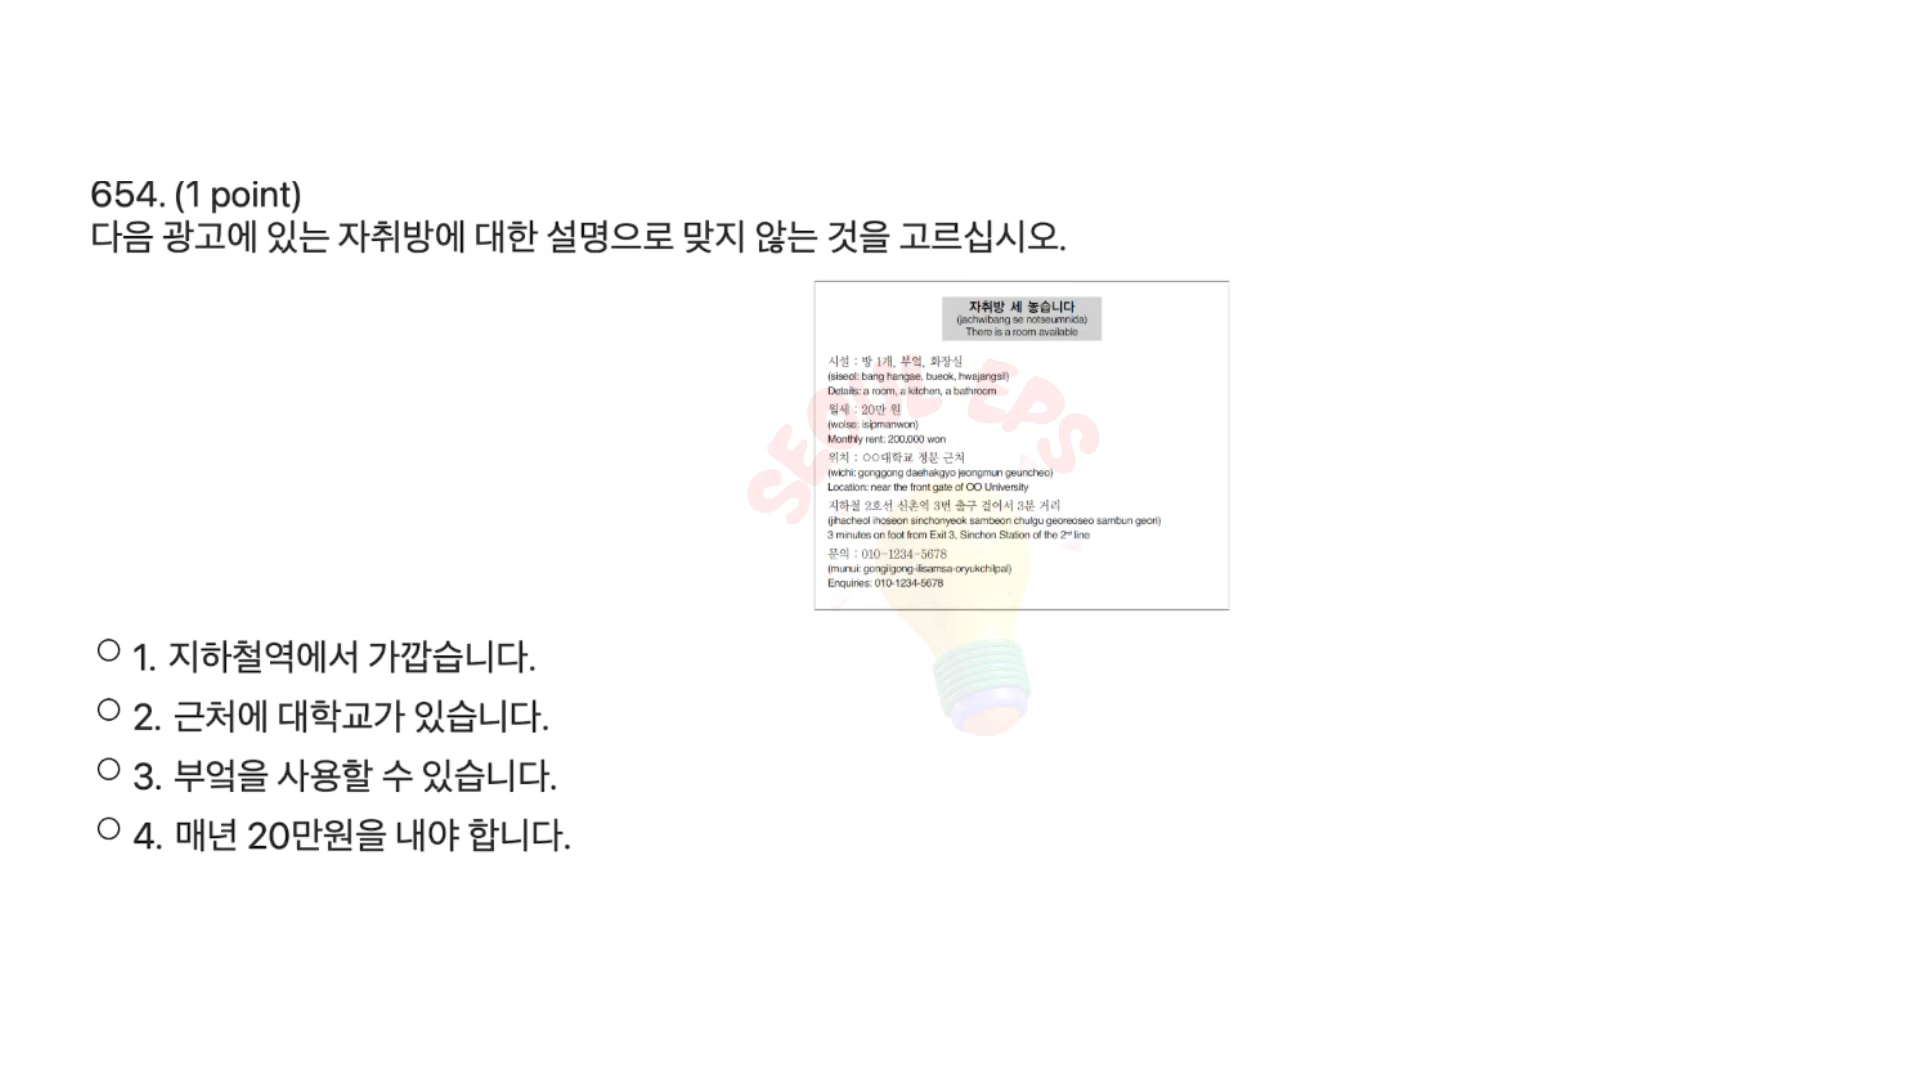 654. (1 point)
다음 광고에 있는 자취방에 대한 설명으로 맞지 않는 것을 고르십시오.
자취방 세 놓습니다
(jachwibang se notseumnida)
There is a room available
시설 : 방 1개, 부엌, 화장실
(siseol: bang hangae, bueok, hwajangsil)
Details: a room, a kitchen, a bathroom
월세 : 20만 원
(wolse: isipmanwon)
Monthly rent: 200,000 won
위치 : ○○대학교 정문 근처
(wichi: gonggong daehakgyo jeongmun geuncheo)
Location: near the front gate of OO University
지하철 2호선 신촌역 3번 출구 걸어서 3분 거리
(jihacheol ihoseon sinchonyeok sambeon chulgu georeoseo sambun geori)
3 minutes on foot from Exit 3, Sinchon Station of the 2nd line
문의 : 010-1234-5678
(munui: gongilgong-ilisamsa-oryukchilpal)
Enquiries: 010-1234-5678
SEOUL EPS
1. 지하철역에서 가깝습니다.
2. 근처에 대학교가 있습니다.
3. 부엌을 사용할 수 있습니다.
4. 매년 20만원을 내야 합니다.